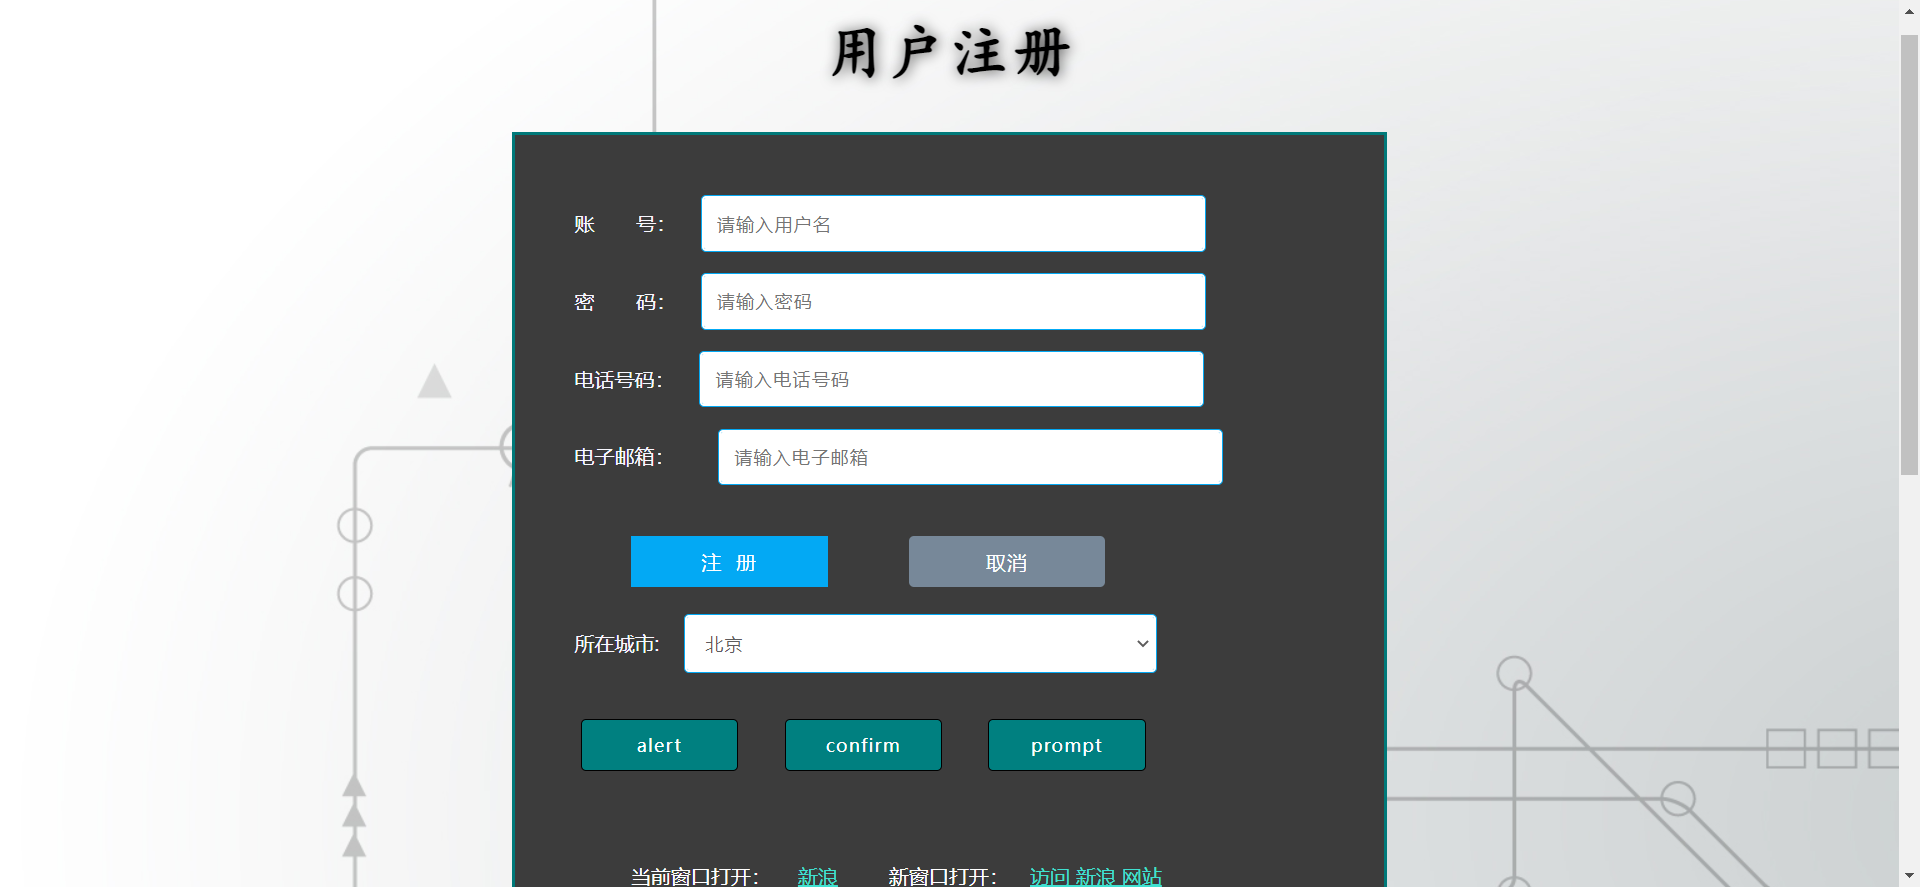 用户注册
账 号： 请输入用户名
密 码： 请输入密码
电话号码： 请输入电话号码
电子邮箱： 请输入电子邮箱
注 册 取消
所在城市: 北京
alert confirm prompt
当前窗口打开： 新浪 新窗口打开： 访问 新浪 网站